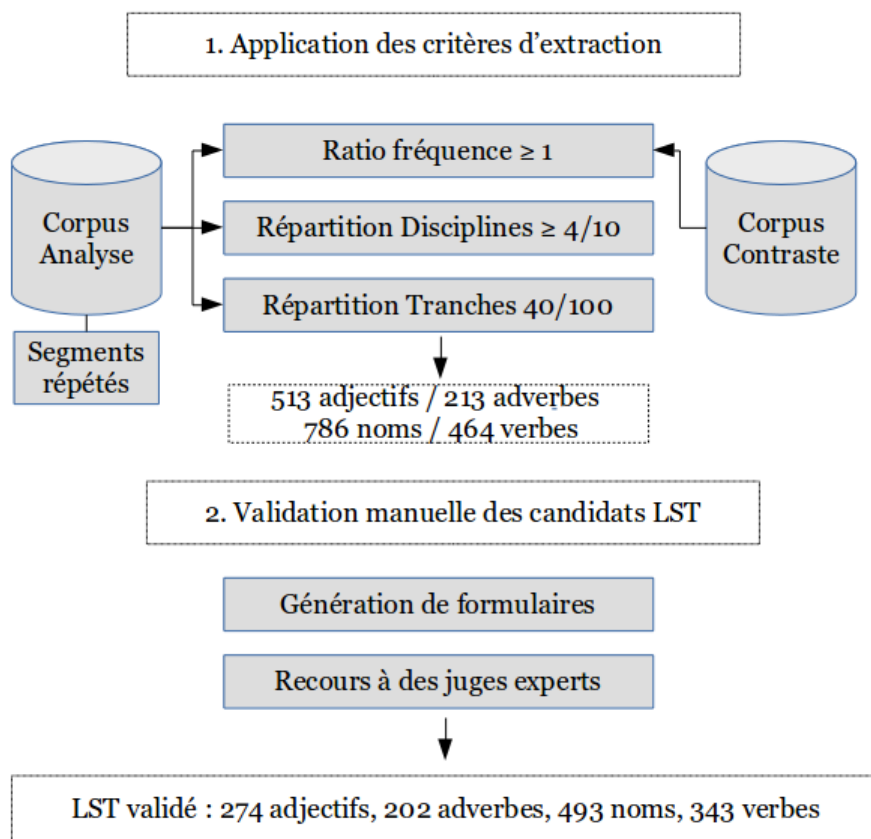 1. Application des critères d'extraction
Ratio fréquence ≥ 1
Corpus
Analyse
Répartition Disciplines ≥ 4/10
Corpus
Contraste
Répartition Tranches 40/100
Segments
répétés
513 adjectifs / 213 adverbes
786 noms / 464 verbes
2. Validation manuelle des candidats LST
Génération de formulaires
Recours à des juges experts
LST validé : 274 adjectifs, 202 adverbes, 493 noms, 343 verbes